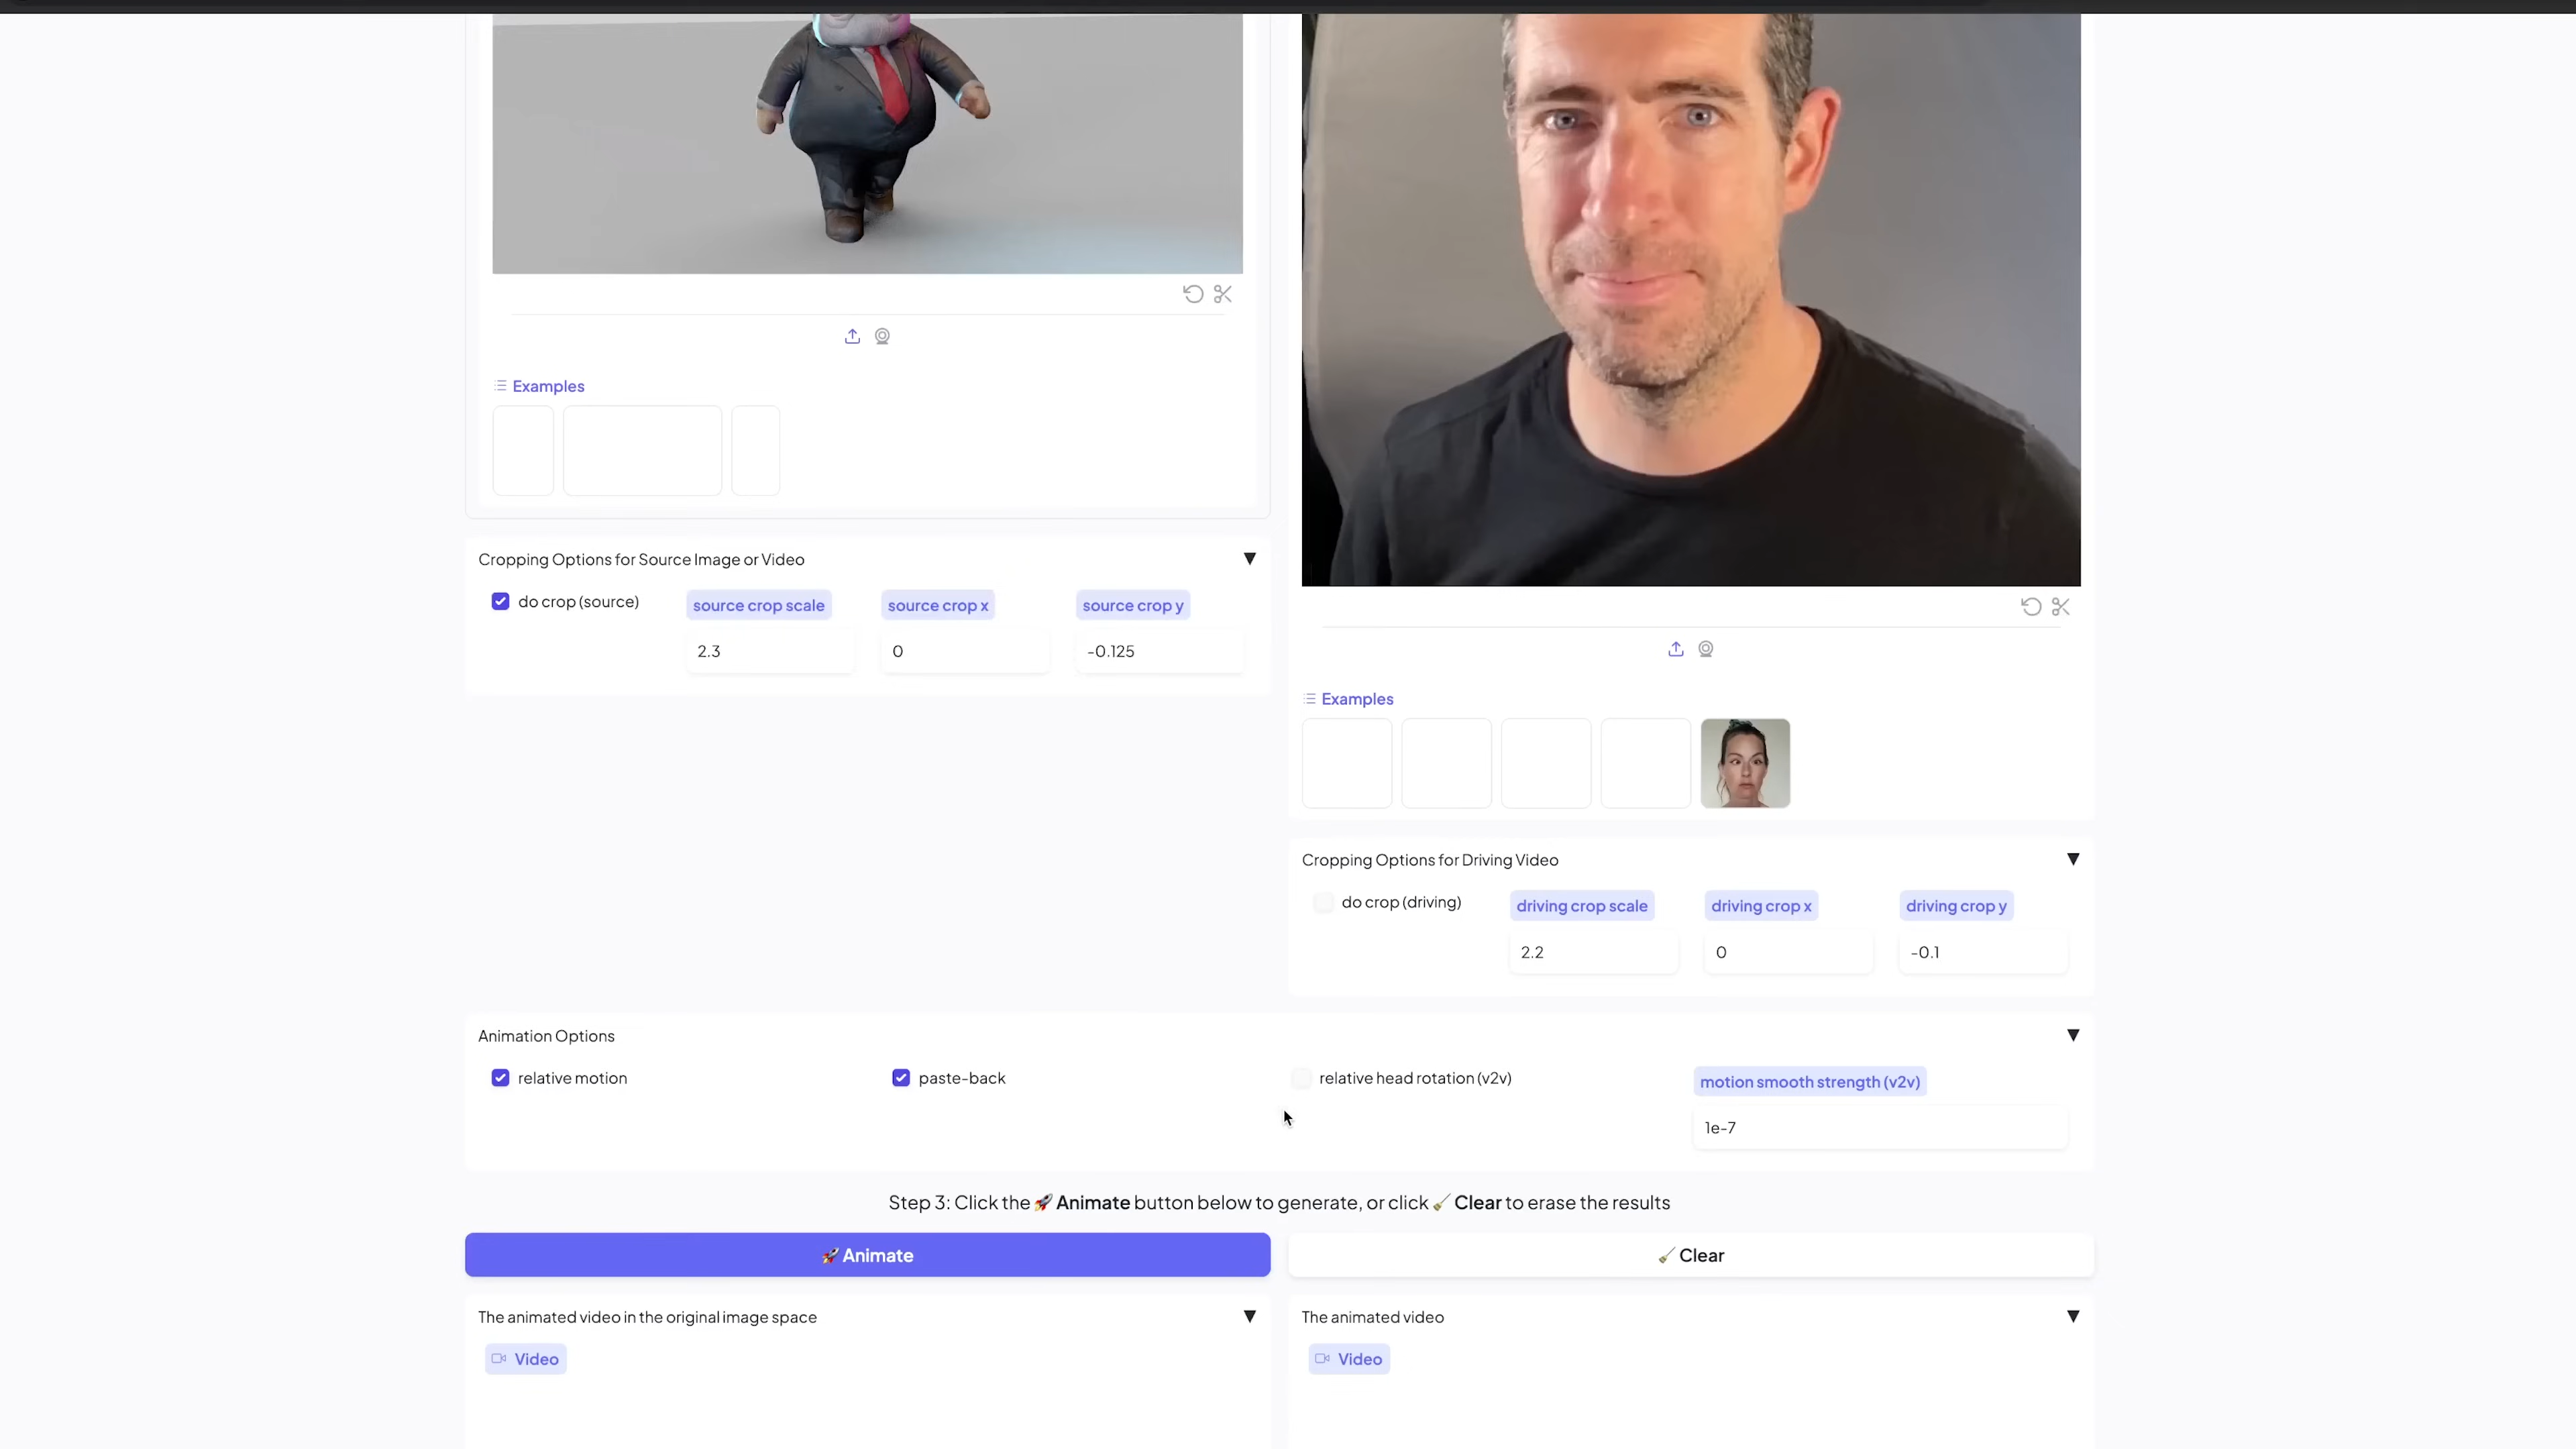 Examples
Cropping Options for Source Image or Video
do crop (source)
source crop scale
source crop x
source crop y
2.3
0
-0.125
Examples
Cropping Options for Driving Video
do crop (driving)
driving crop scale
driving crop x
driving crop y
2.2
0
-0.1
Animation Options
relative motion
paste-back
relative head rotation (v2v)
motion smooth strength (v2v)
1e-7
Step 3: Click the 🚀 Animate button below to generate, or click 🧹 Clear to erase the results
🚀 Animate
🧹 Clear
The animated video in the original image space
The animated video
Video
Video